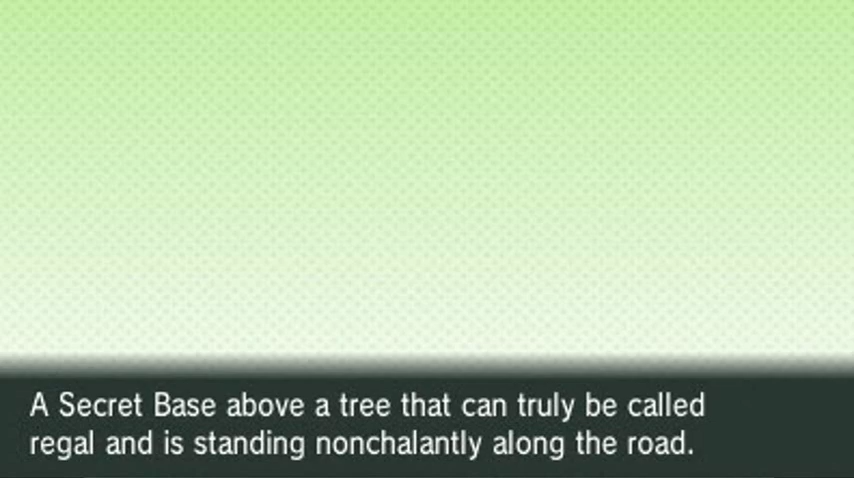 A Secret Base above a tree that can truly be called
regal and is standing nonchalantly along the road.